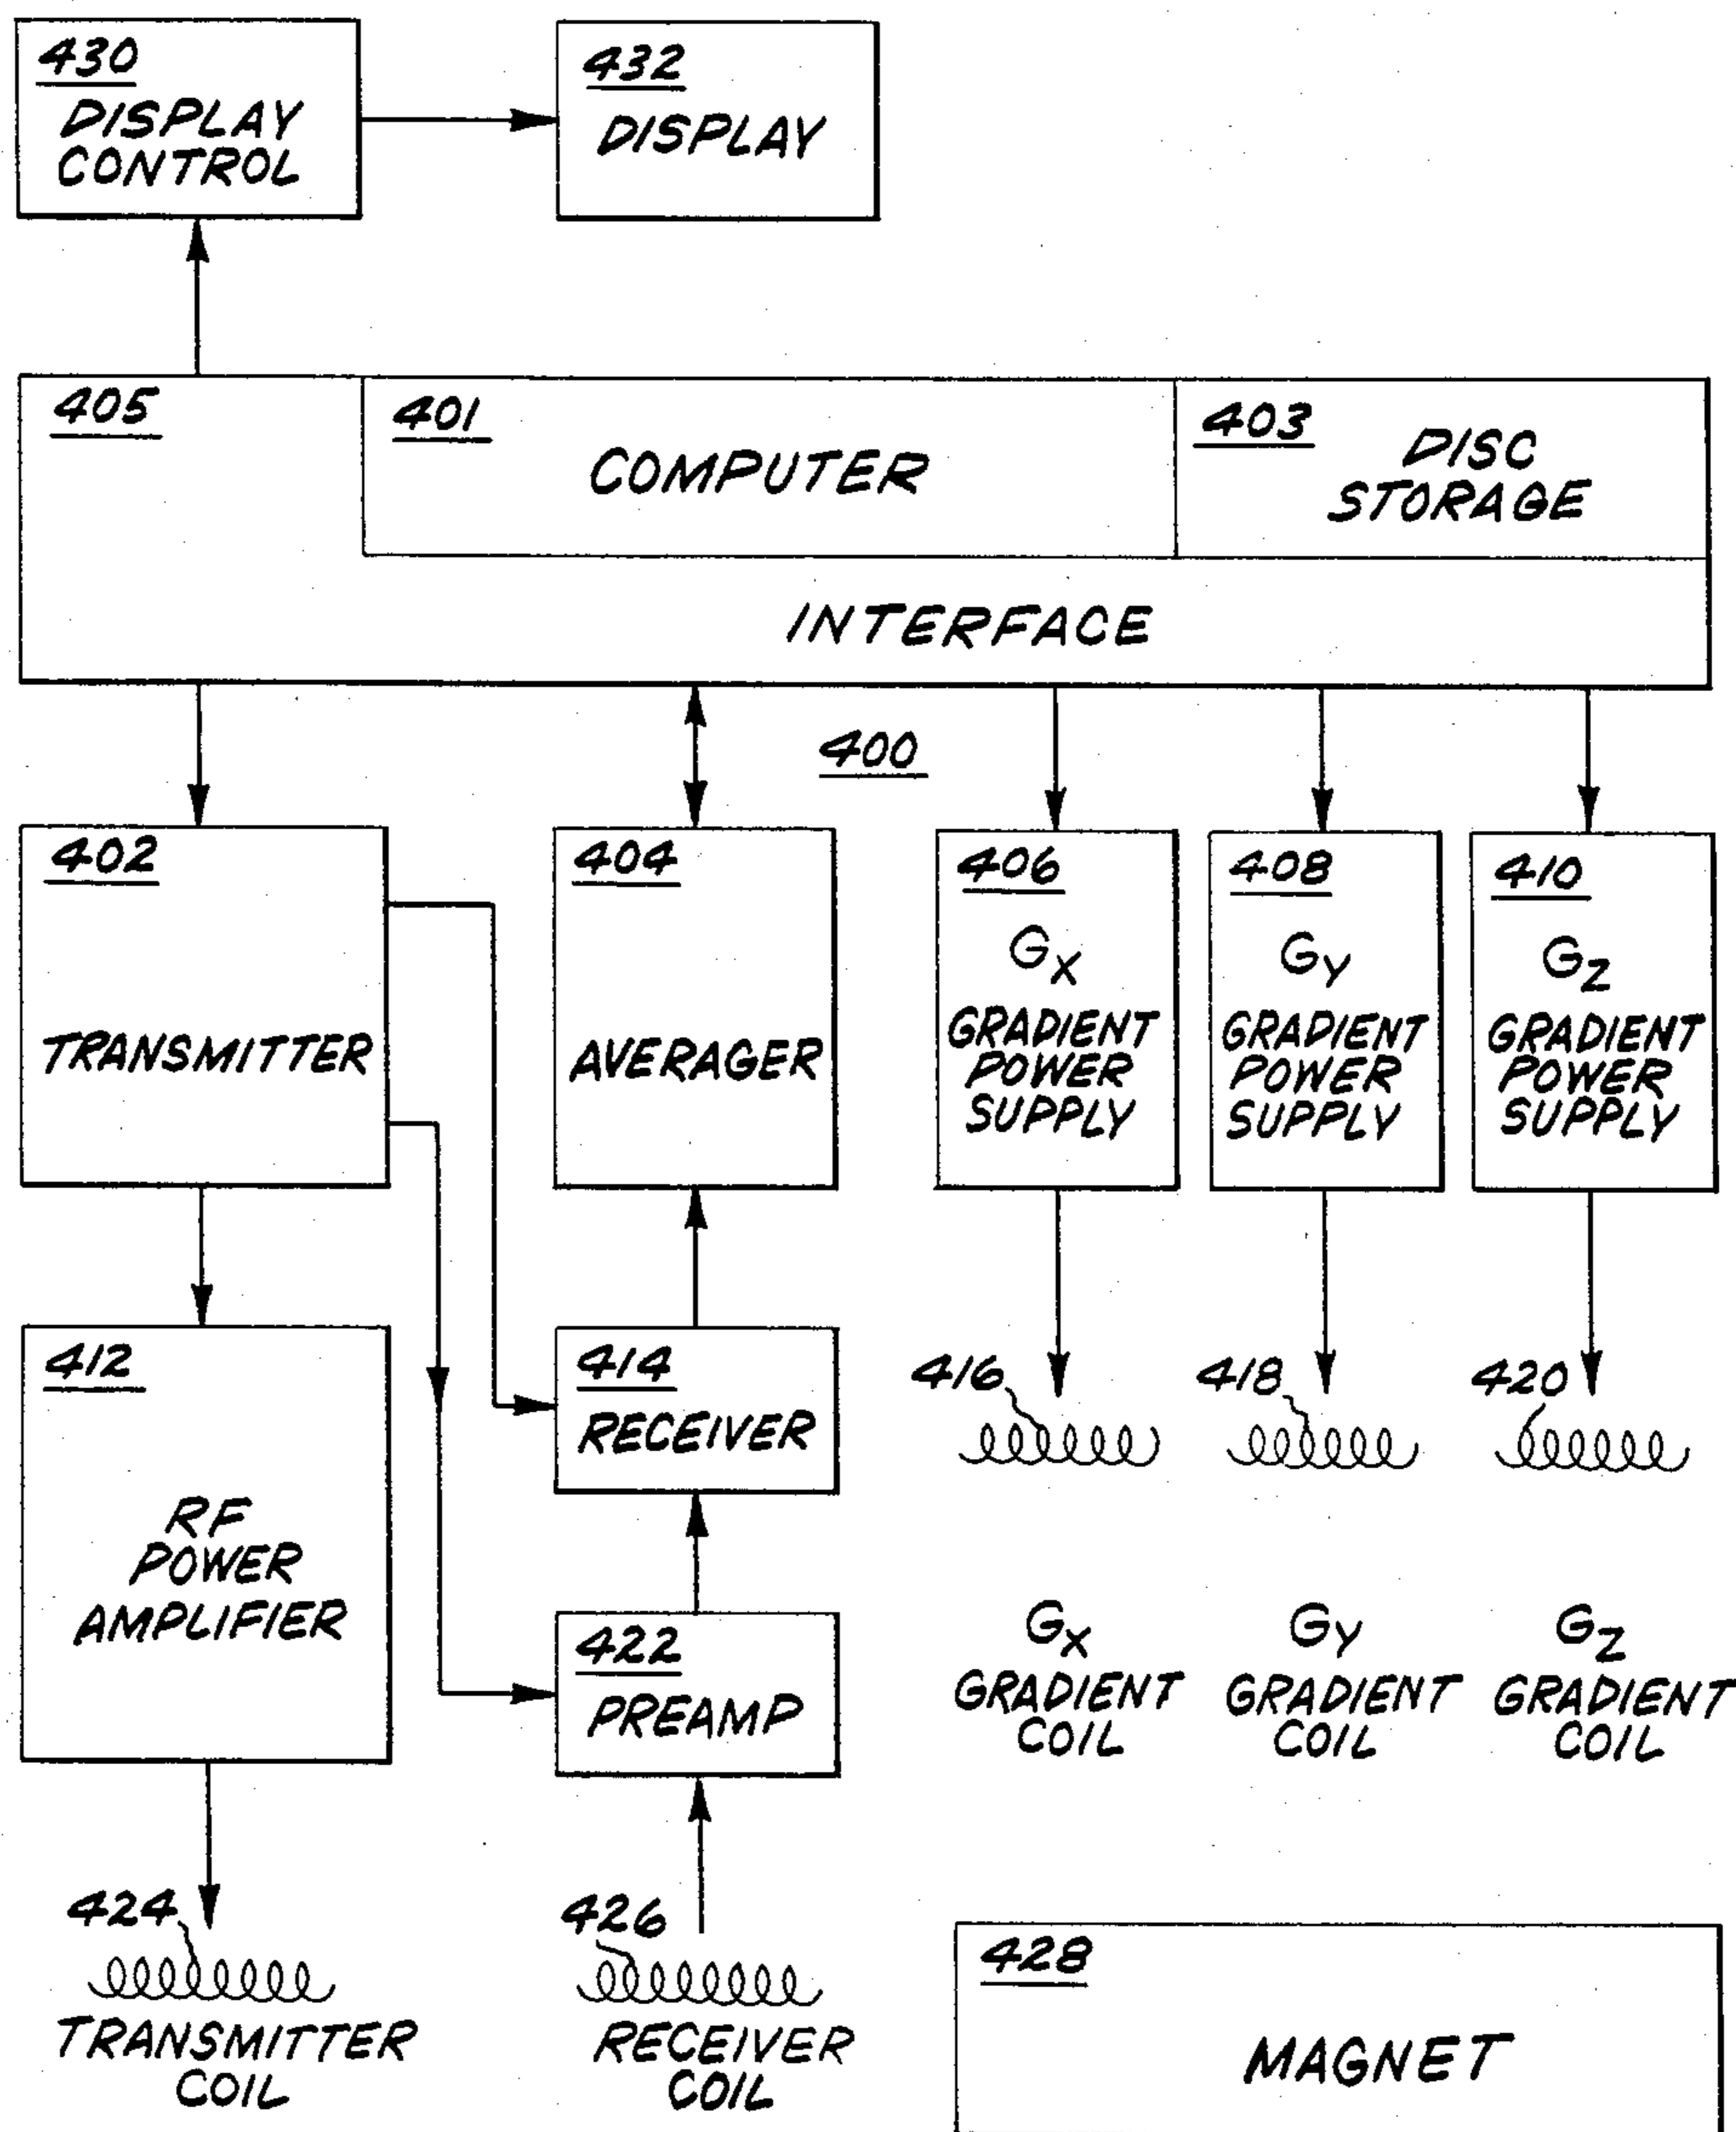 430
DISPLAY
CONTROL
432
DISPLAY
405
401
COMPUTER
403
DISC
STORAGE
INTERFACE
400
402
TRANSMITTER
404
AVERAGER
406
GX
GRADIENT
POWER
SUPPLY
408
GY
GRADIENT
POWER
SUPPLY
410
GZ
GRADIENT
POWER
SUPPLY
412
RF
POWER
AMPLIFIER
414
RECEIVER
416
418
420
422
PREAMP
GX
GRADIENT
COIL
GY
GRADIENT
COIL
GZ
GRADIENT
COIL
424
TRANSMITTER
COIL
426
RECEIVER
COIL
428
MAGNET